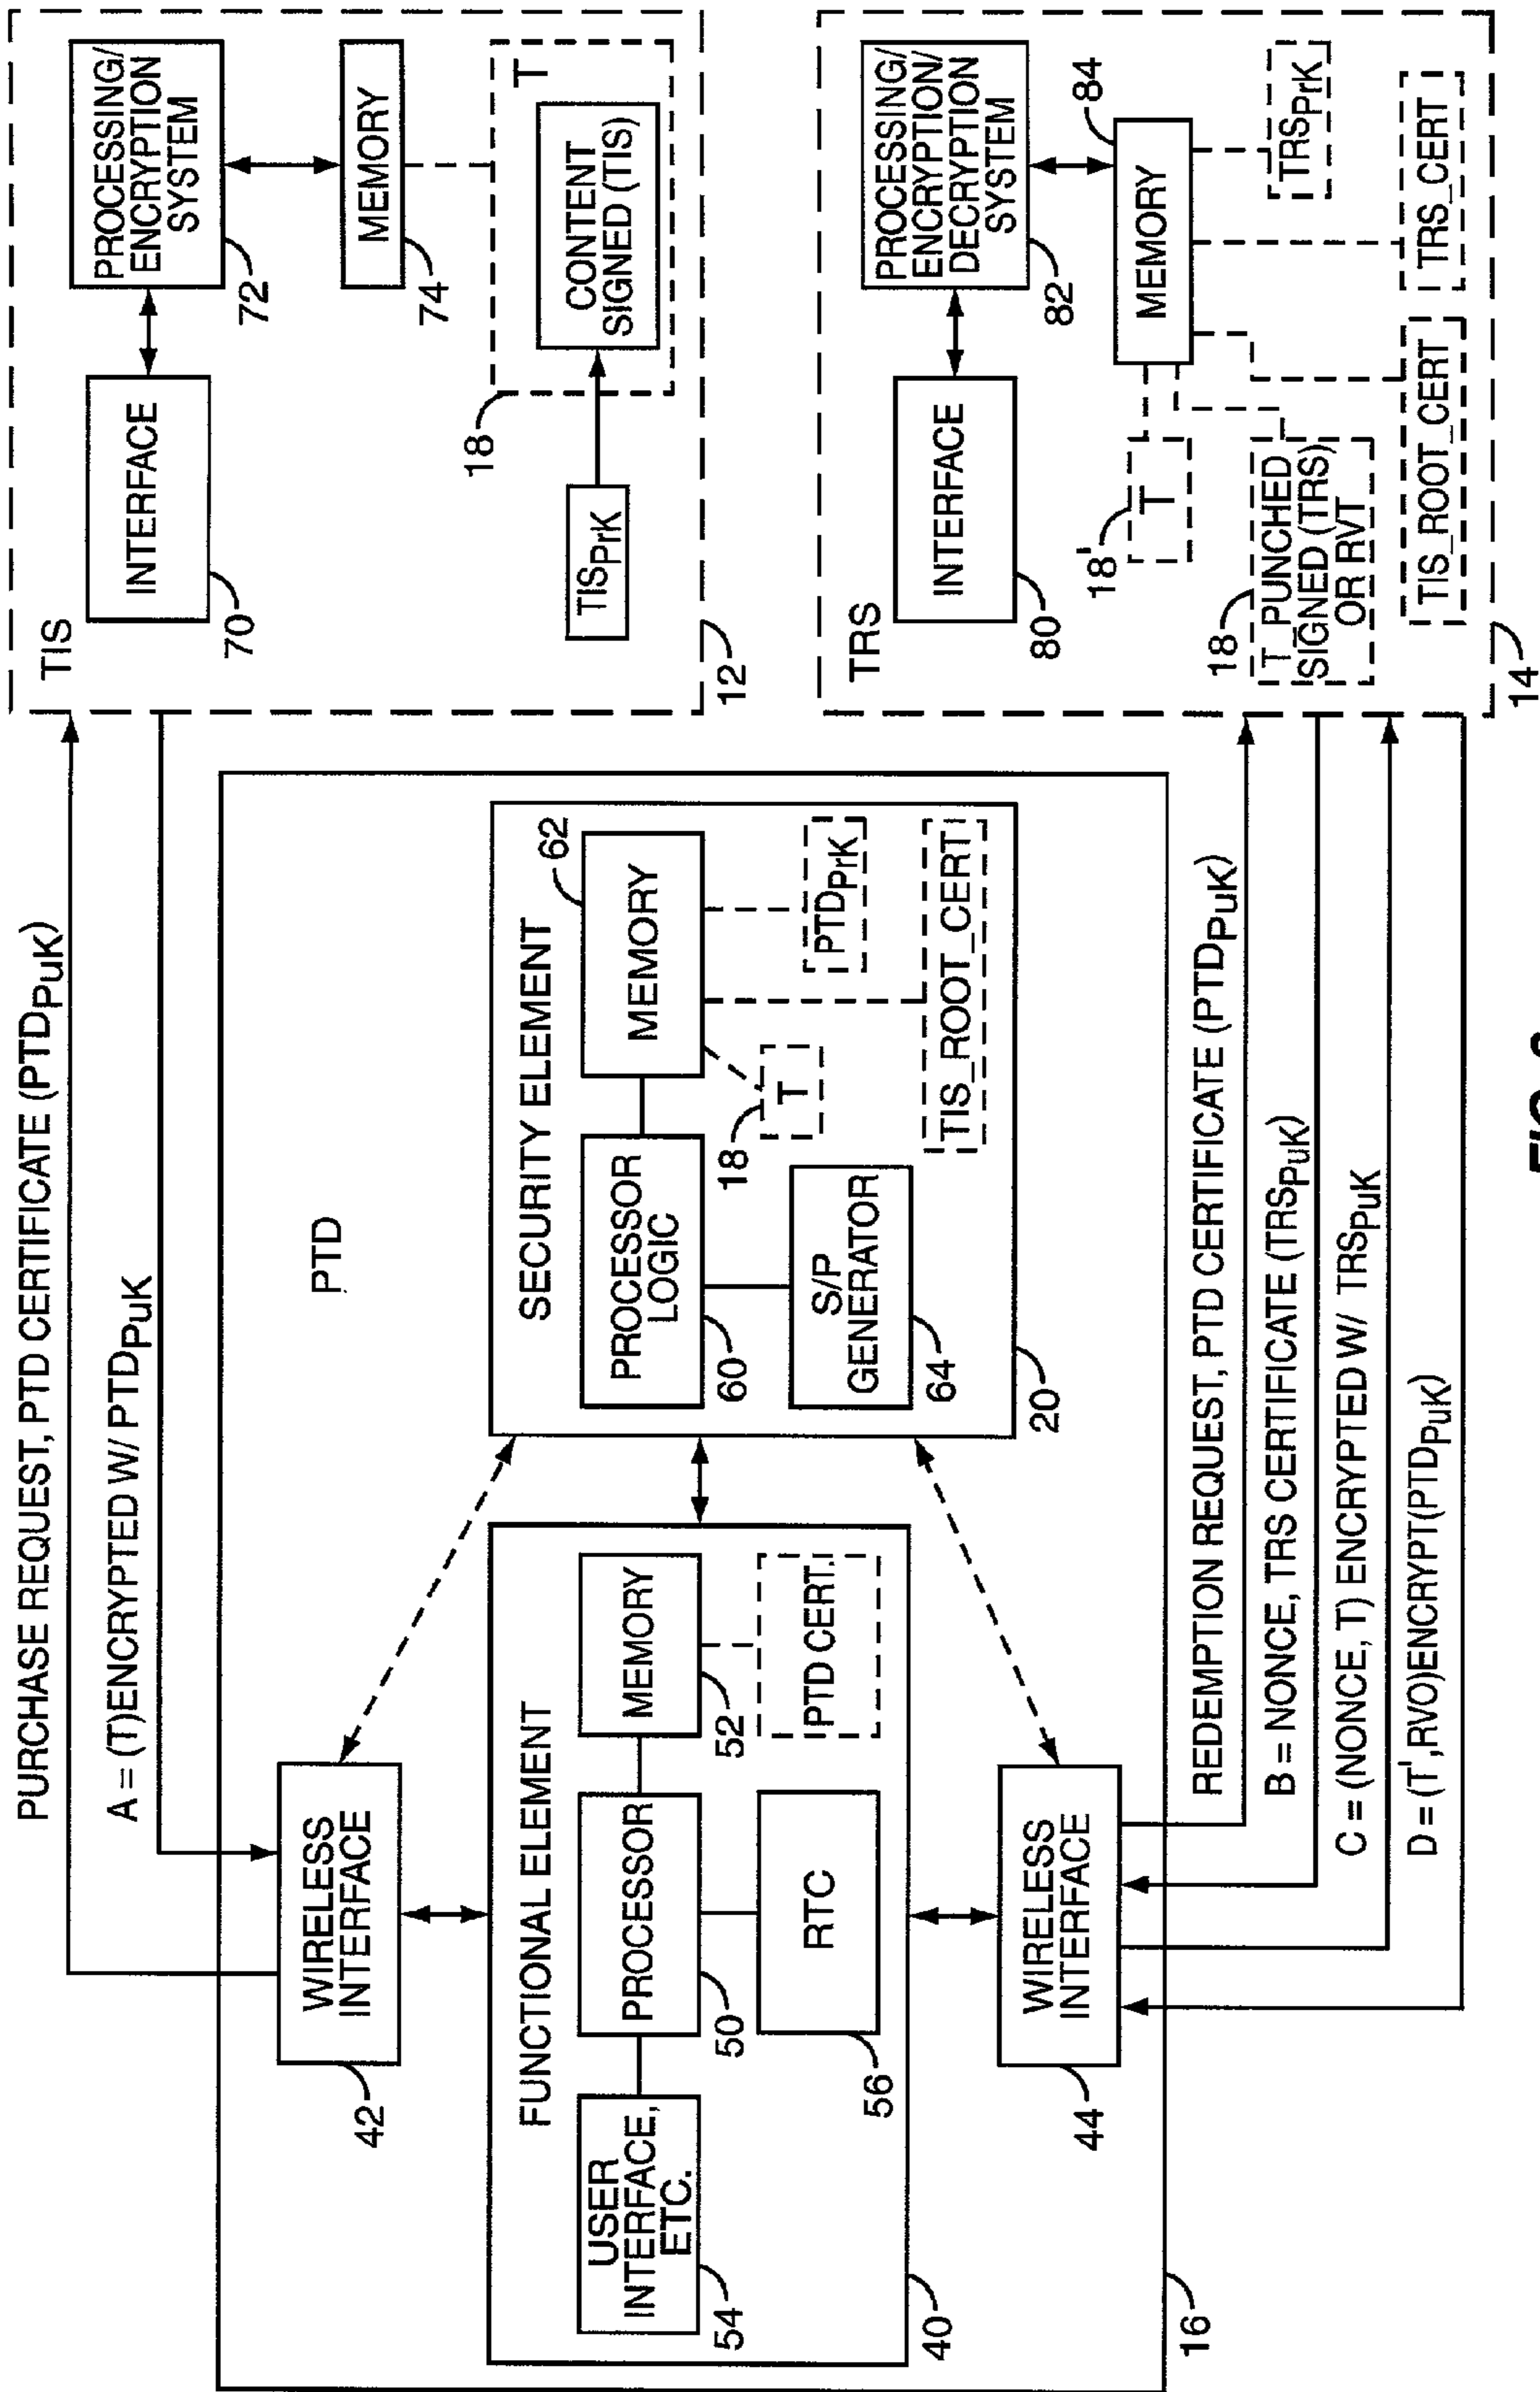 PURCHASE REQUEST, PTD CERTIFICATE (PTDPuK)
A = (T)ENCRYPTED W/ PTDPuK
WIRELESS
INTERFACE
42
PTD
FUNCTIONAL ELEMENT
USER
INTERFACE,
ETC.
54
PROCESSOR
50
MEMORY
52
PTD CERT.
RTC
56
40
SECURITY ELEMENT
PROCESSOR
LOGIC
60
MEMORY
62
18
T
PTDPrK
TIS_ROOT_CERT
S/P
GENERATOR
64
20
WIRELESS
INTERFACE
44
16
REDEMPTION REQUEST, PTD CERTIFICATE (PTDPuK)
B = NONCE, TRS CERTIFICATE (TRSPuK)
C = (NONCE, T) ENCRYPTED W/ TRSPuK
D = (T',RVO)ENCRYPT(PTDPuK)
TIS
INTERFACE
70
PROCESSING/
ENCRYPTION
SYSTEM
72
MEMORY
74
18
T
CONTENT
SIGNED (TIS)
TISPrK
12
TRS
INTERFACE
80
PROCESSING/
ENCRYPTION/
DECRYPTION
SYSTEM
82
MEMORY
84
18'
T
18
T_PUNCHED
SIGNED (TRS)
OR RVT
TRSPrK
TIS_ROOT_CERT
TRS_CERT
14